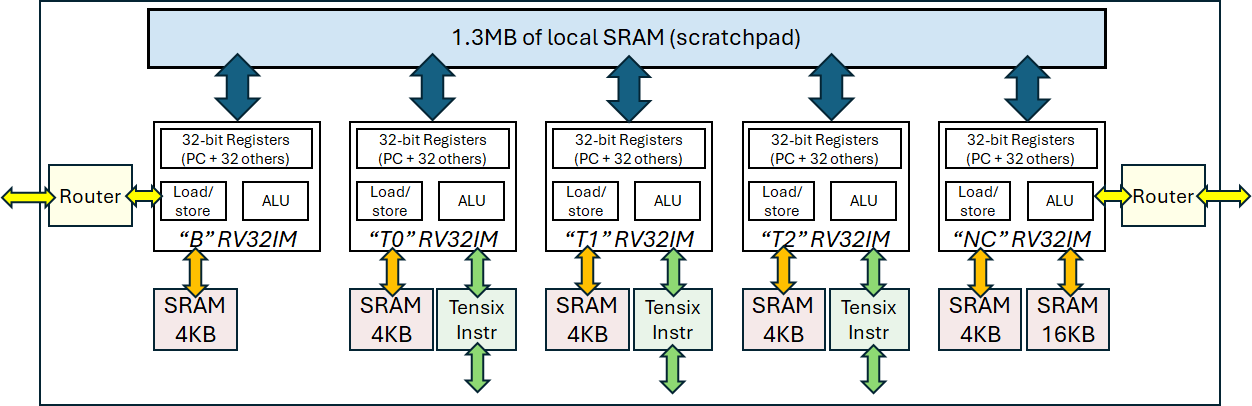 1.3MB of local SRAM (scratchpad)
32-bit Registers
(PC + 32 others)
Load/
store
ALU
“B” RV32IM
32-bit Registers
(PC + 32 others)
Load/
store
ALU
“T0” RV32IM
32-bit Registers
(PC + 32 others)
Load/
store
ALU
“T1” RV32IM
32-bit Registers
(PC + 32 others)
Load/
store
ALU
“T2” RV32IM
32-bit Registers
(PC + 32 others)
Load/
store
ALU
“NC” RV32IM
Router
Router
SRAM
4KB
SRAM
4KB
Tensix
Instr
SRAM
4KB
Tensix
Instr
SRAM
4KB
Tensix
Instr
SRAM
4KB
SRAM
16KB